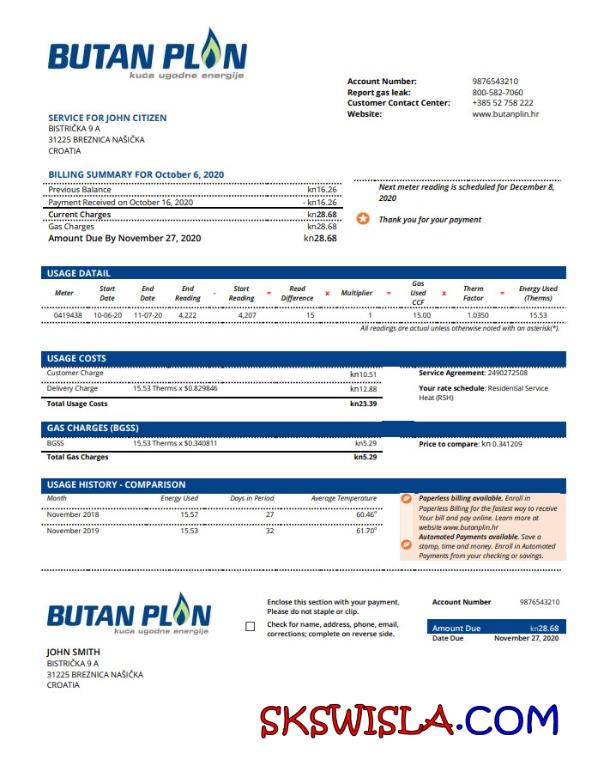 BUTAN PLIN
kuća ugodne energije
Account Number: 9876543210
Report gas leak: 800-582-7060
Customer Contact Center: +385 52 758 222
Website: www.butanplin.hr
SERVICE FOR JOHN CITIZEN
BISTRIČKA 9 A
31225 BREZNICA NAŠIČKA
CROATIA
BILLING SUMMARY FOR October 6, 2020
Previous Balance kn16.26
Payment Received on October 16, 2020 - kn16.26
Current Charges kn28.68
Gas Charges kn28.68
Amount Due By November 27, 2020 kn28.68
Next meter reading is scheduled for December 8,
2020
Thank you for your payment
USAGE DATAIL
Meter Start Date End Date End Reading - Start Reading = Read Difference x Multiplier = Gas Used CCF x Therm Factor = Energy Used (Therms)
0419438 10-06-20 11-07-20 4,222 4,207 15 1 15.00 1.0350 15.53
All readings are actual unless otherwise noted with an asterisk(*).
USAGE COSTS
Customer Charge kn10.51
Delivery Charge 15.53 Therms x $0.829846 kn12.88
Total Usage Costs kn23.39
Service Agreement: 2490272508
Your rate schedule: Residential Service
Heat (RSH)
GAS CHARGES (BGSS)
BGSS 15.53 Therms x $0.340811 kn5.29
Total Gas Charges kn5.29
Price to compare: kn 0.341209
USAGE HISTORY - COMPARISON
Month Energy Used Days in Period Average Temperature
November 2018 15.57 27 60.46°
November 2019 15.53 32 61.70°
Paperless billing available. Enroll in
Paperless Billing for the fastest way to receive
Your bill and pay online. Learn more at
website www.butanplin.hr
Automated Payments available. Save a
stamp, time and money. Enroll in Automated
Payments from your checking or savings.
BUTAN PLIN
kuća ugodne energije
Enclose this section with your payment.
Please do not staple or clip.
Check for name, address, phone, email,
corrections; complete on reverse side.
Account Number 9876543210
Amount Due kn28.68
Date Due November 27, 2020
JOHN SMITH
BISTRIČKA 9 A
31225 BREZNICA NAŠIČKA
CROATIA
SKSWISLA.COM